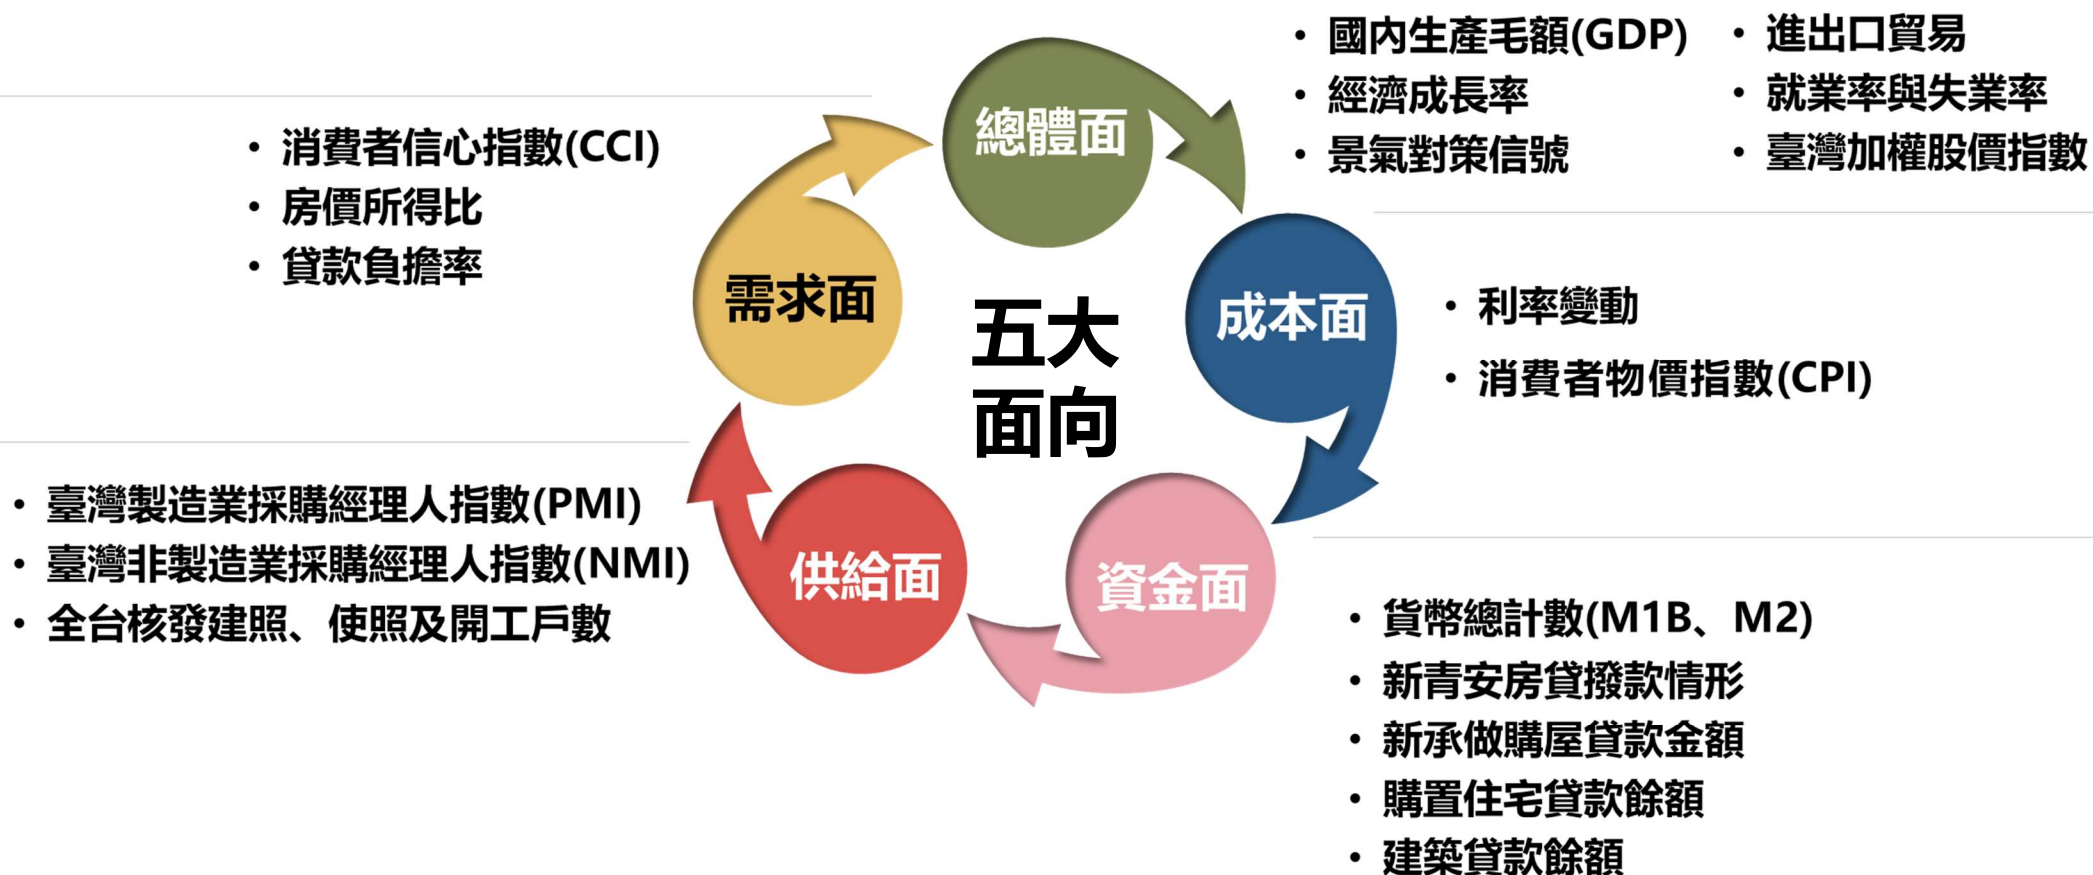 五大
面向
總體面
• 國內生產毛額(GDP)
• 經濟成長率
• 景氣對策信號
• 進出口貿易
• 就業率與失業率
• 臺灣加權股價指數
成本面
• 利率變動
• 消費者物價指數(CPI)
資金面
• 貨幣總計數(M1B、M2)
• 新青安房貸撥款情形
• 新承做購屋貸款金額
• 購置住宅貸款餘額
• 建築貸款餘額
供給面
• 臺灣製造業採購經理人指數(PMI)
• 臺灣非製造業採購經理人指數(NMI)
• 全台核發建照、使照及開工戶數
需求面
• 消費者信心指數(CCI)
• 房價所得比
• 貸款負擔率